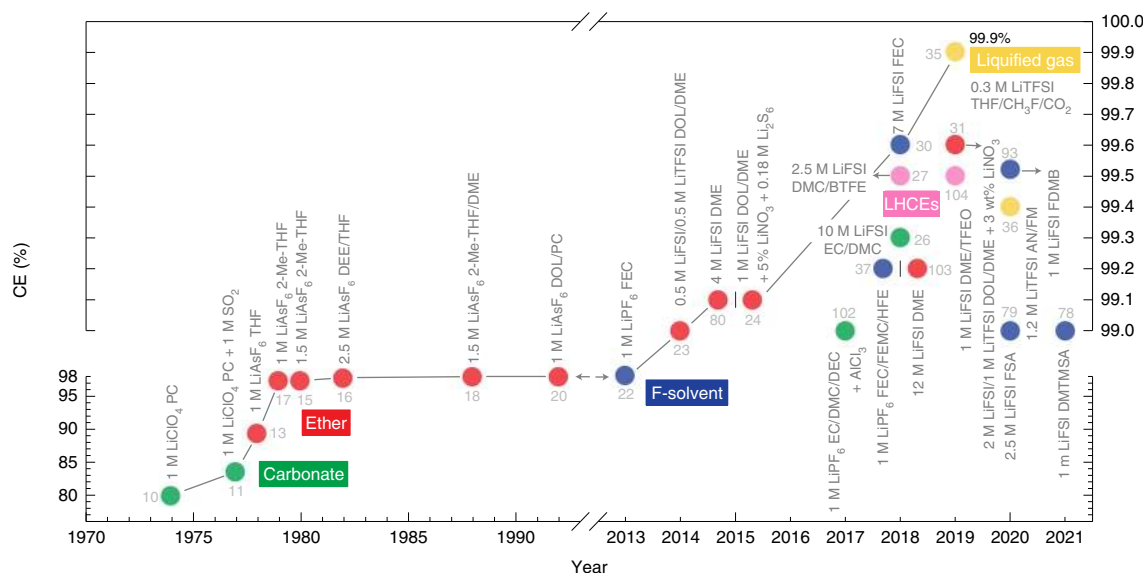 99.9%
Liquified gas
0.3 M LiTFSI
THF/CH₃F/CO₂
100.0
99.9
99.8
99.7
99.6
99.5
99.4
99.3
99.2
99.1
99.0
CE (%)
98
95
90
85
80
1 M LiClO₄ PC
10
1 M LiClO₄ PC + 1 M SO₂
11
1 M LiAsF₆ THF
13
1 M LiAsF₆ 2-Me-THF
17
1.5 M LiAsF₆ 2-Me-THF
15
2.5 M LiAsF₆ DEE/THF
16
1.5 M LiAsF₆ 2-Me-THF/DME
18
1 M LiAsF₆ DOL/PC
20
1 M LiPF₆ FEC
22
0.5 M LiFSI/0.5 M LiTFSI DOL/DME
23
4 M LiFSI DME
80
1 M LiFSI DOL/DME
+ 5% LiNO₃ + 0.18 M Li₂S₆
24
Ether
Carbonate
F-solvent
2.5 M LiFSI
DMC/BTFE
LHCEs
10 M LiFSI
EC/DMC
7 M LiFSI FEC
35
30
27
26
37
103
31
104
93
36
102
79
78
1 M LiPF₆ EC/DMC/DEC
+ AlCl₃
1 M LiPF₆ FEC/FEMC/HFE
12 M LiFSI DME
1 M LiFSI DME/TFEO
2 M LiFSI/1 M LiTFSI DOL/DME + 3 wt% LiNO₃
2.5 M LiFSI FSA
1.2 M LiTFSI AN/FM
1 M LiFSI FDMB
1 m LiFSI DMTMSA
1970
1975
1980
1985
1990
2013
2014
2015
2016
2017
2018
2019
2020
2021
Year